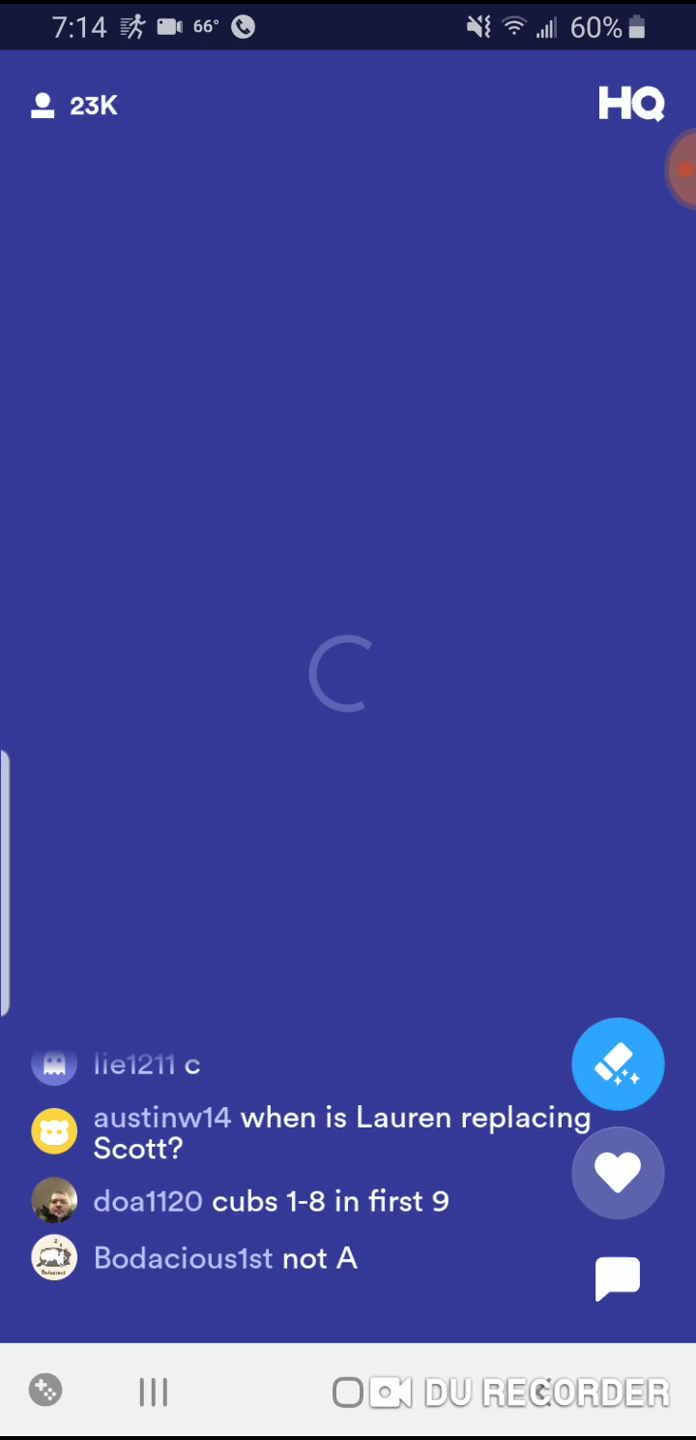 7:14 66° 60%
23K HQ
lie1211 c
austinw14 when is Lauren replacing
Scott?
doa1120 cubs 1-8 in first 9
Bodacious1st not A
DU RECORDER